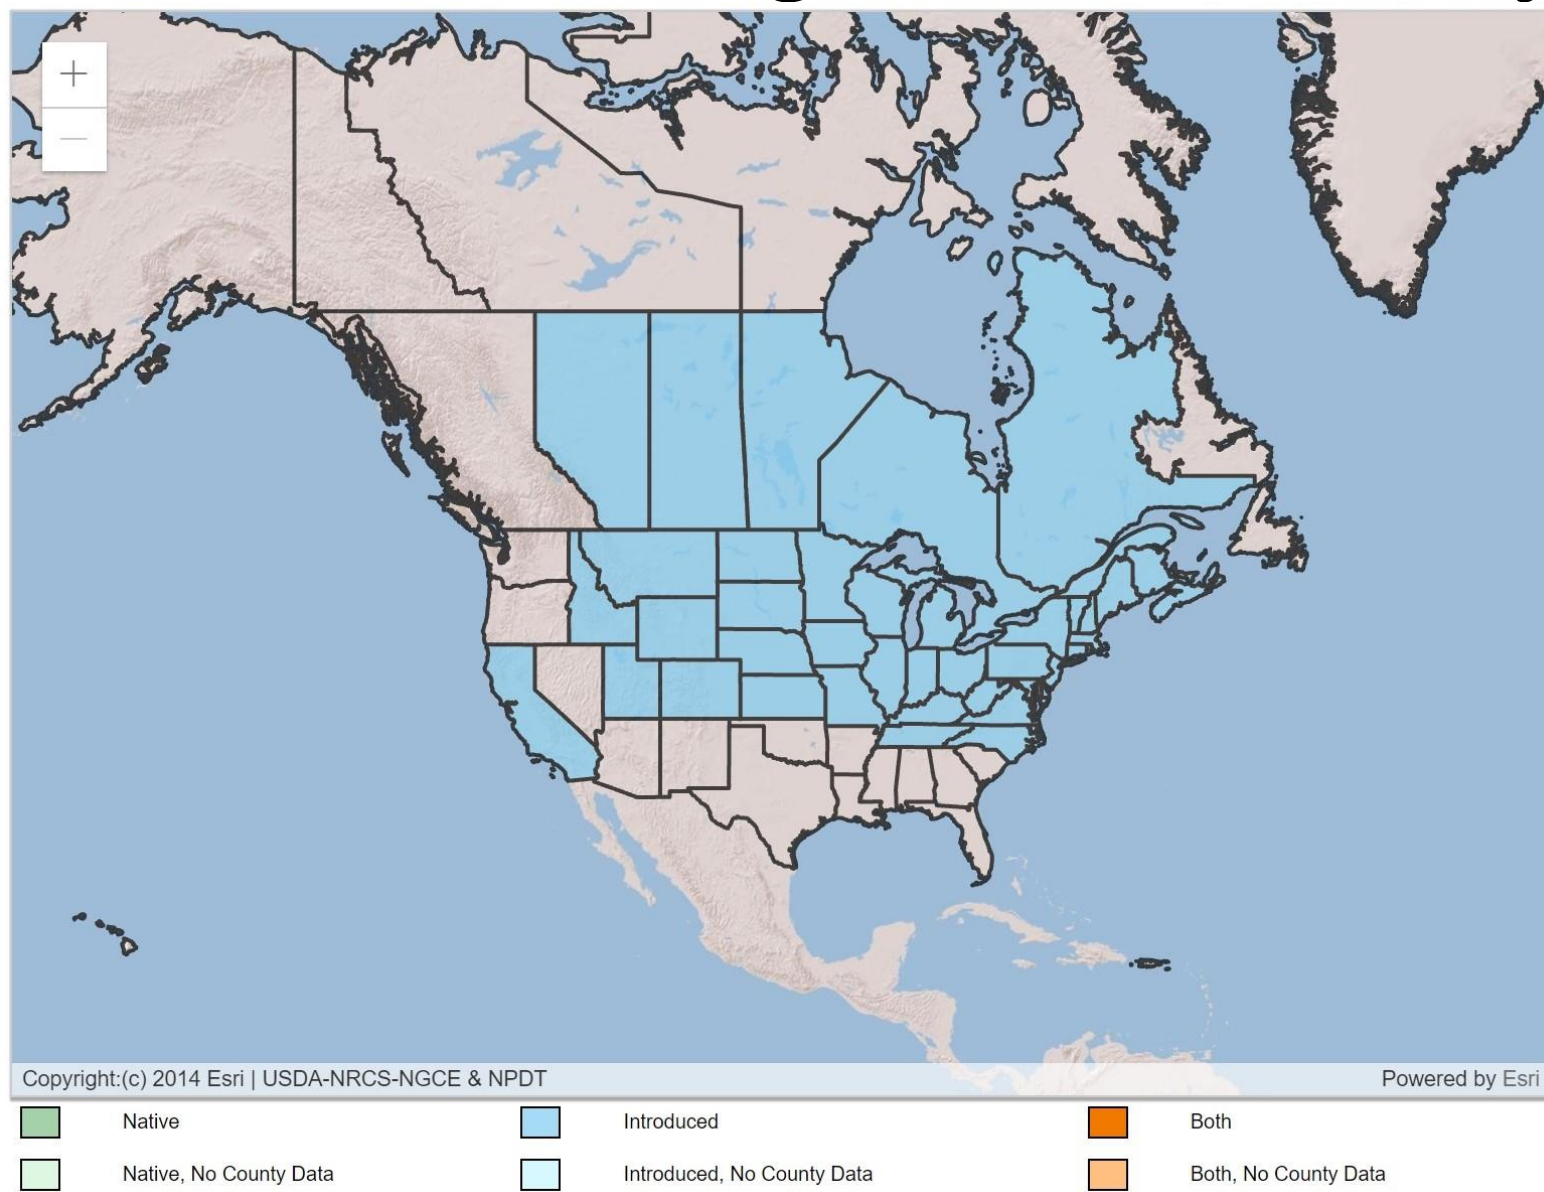 +
−
Copyright:(c) 2014 Esri | USDA-NRCS-NGCE & NPDT
Powered by Esri
Native
Introduced
Both
Native, No County Data
Introduced, No County Data
Both, No County Data